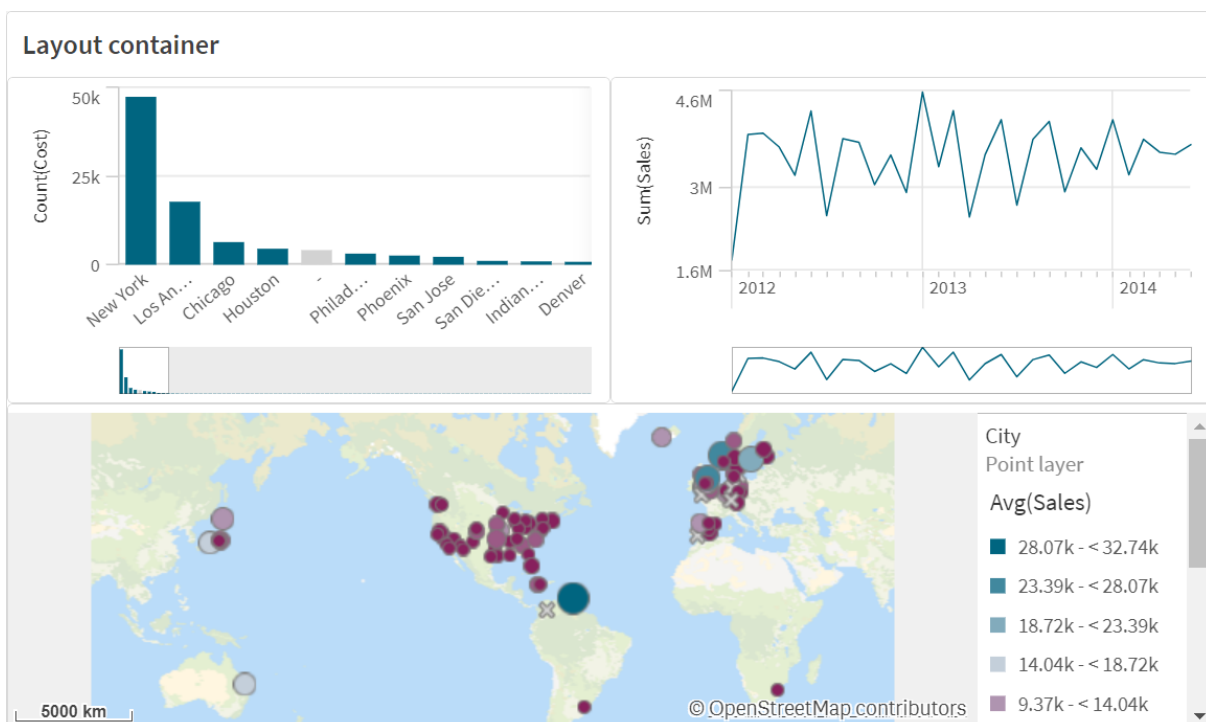 Layout container
50k
25k
0
Count(Cost)
New York
Los An...
Chicago
Houston
-
Philad...
Phoenix
San Jose
San Die...
Indian...
Denver
4.6M
3M
1.6M
Sum(Sales)
2012
2013
2014
City
Point layer
Avg(Sales)
28.07k - < 32.74k
23.39k - < 28.07k
18.72k - < 23.39k
14.04k - < 18.72k
9.37k - < 14.04k
5000 km
© OpenStreetMap contributors